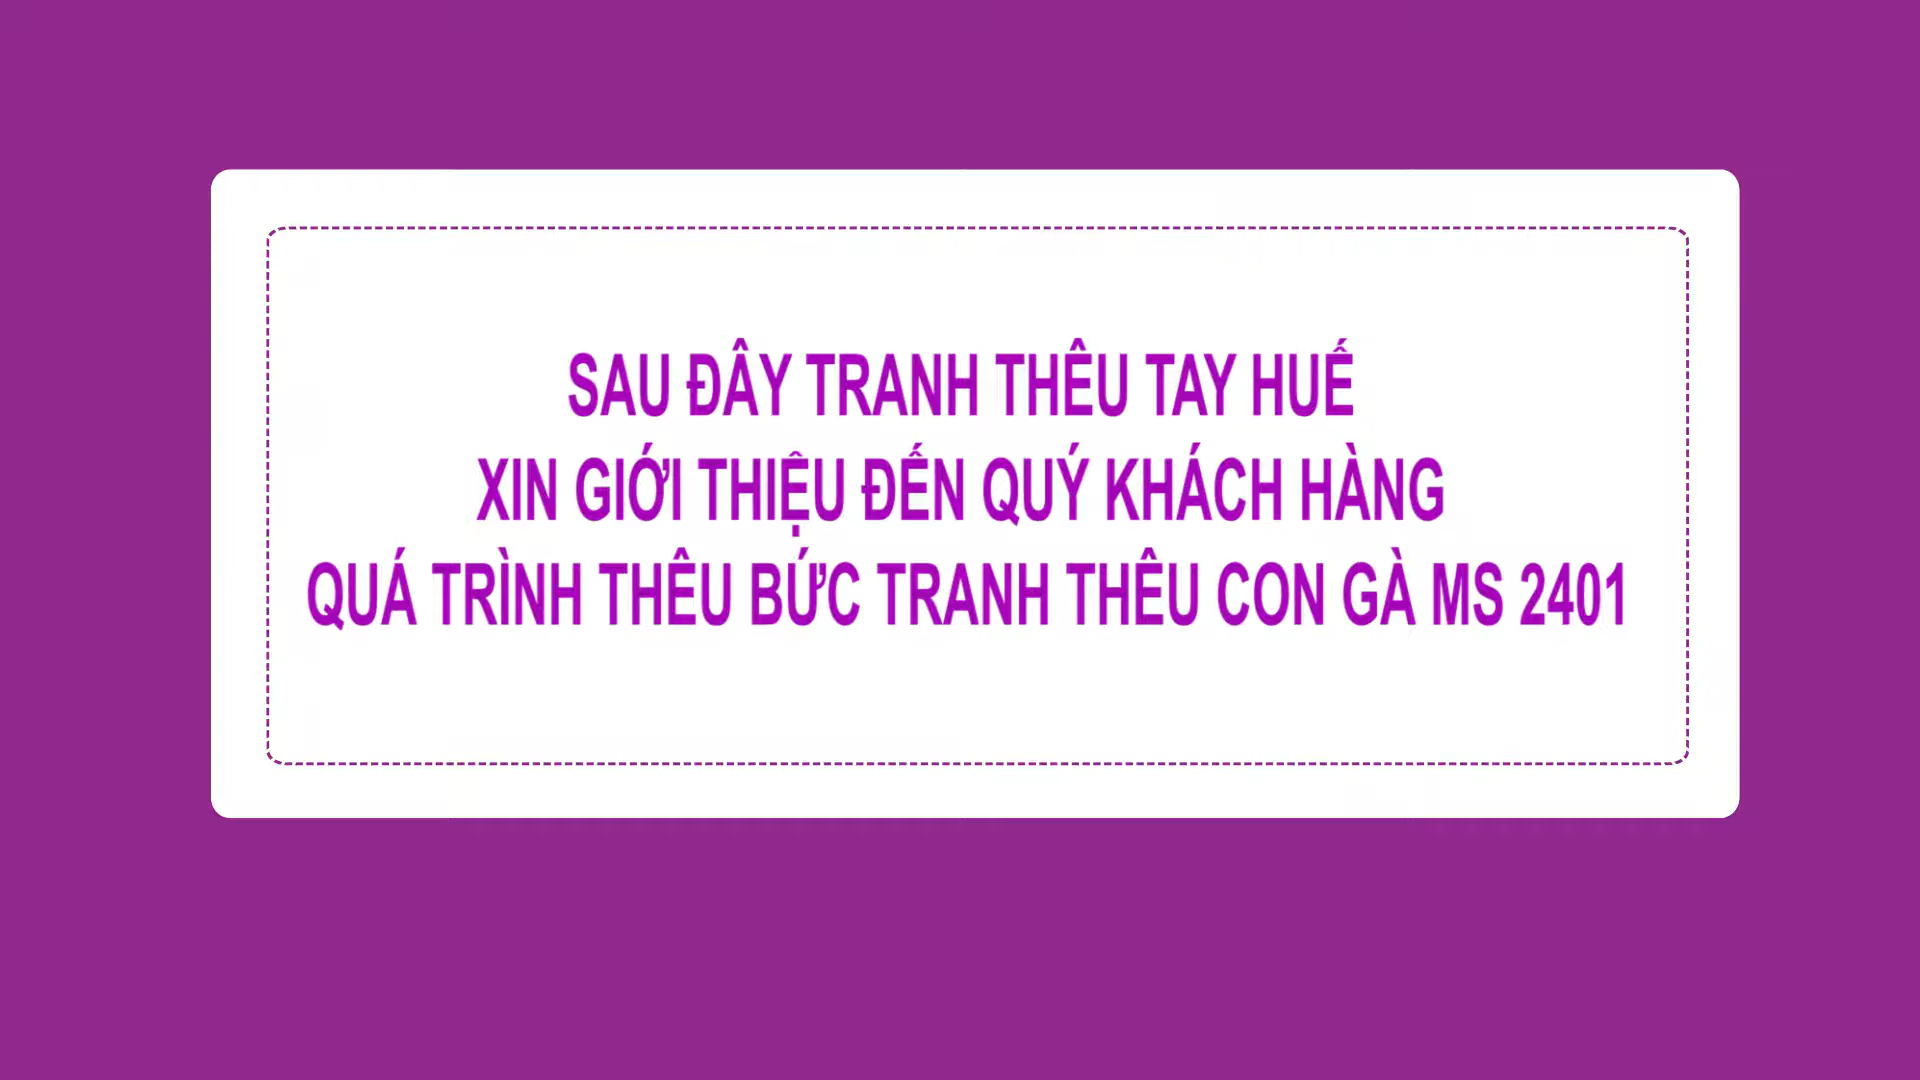 SAU ĐÂY TRANH THÊU TAY HUẾ
XIN GIỚI THIỆU ĐẾN QUÝ KHÁCH HÀNG
QUÁ TRÌNH THÊU BỨC TRANH THÊU CON GÀ MS 2401